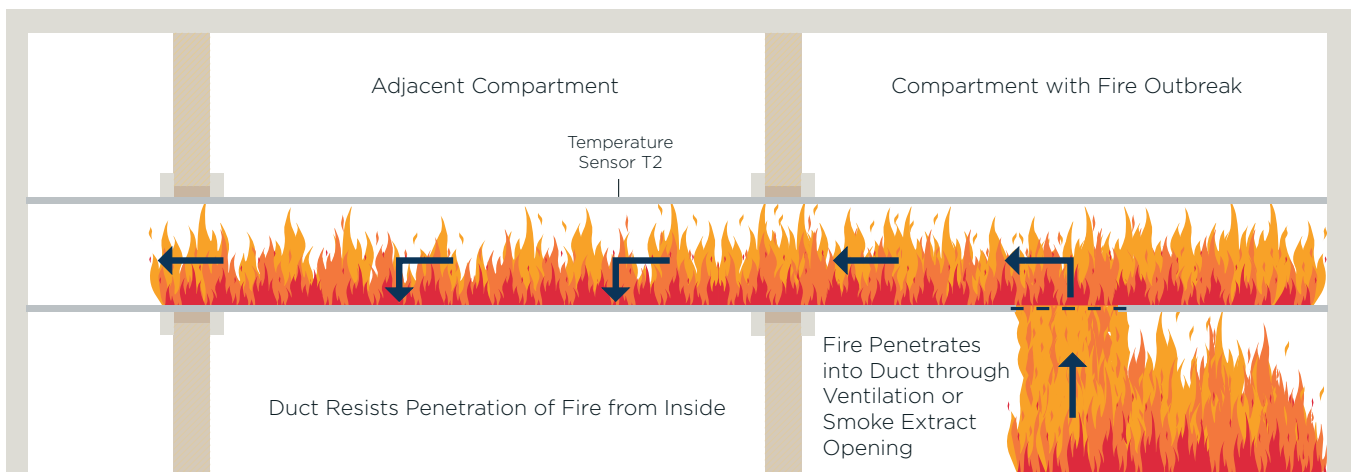 Adjacent Compartment
Compartment with Fire Outbreak
Temperature
Sensor T2
Fire Penetrates
into Duct through
Ventilation or
Smoke Extract
Opening
Duct Resists Penetration of Fire from Inside